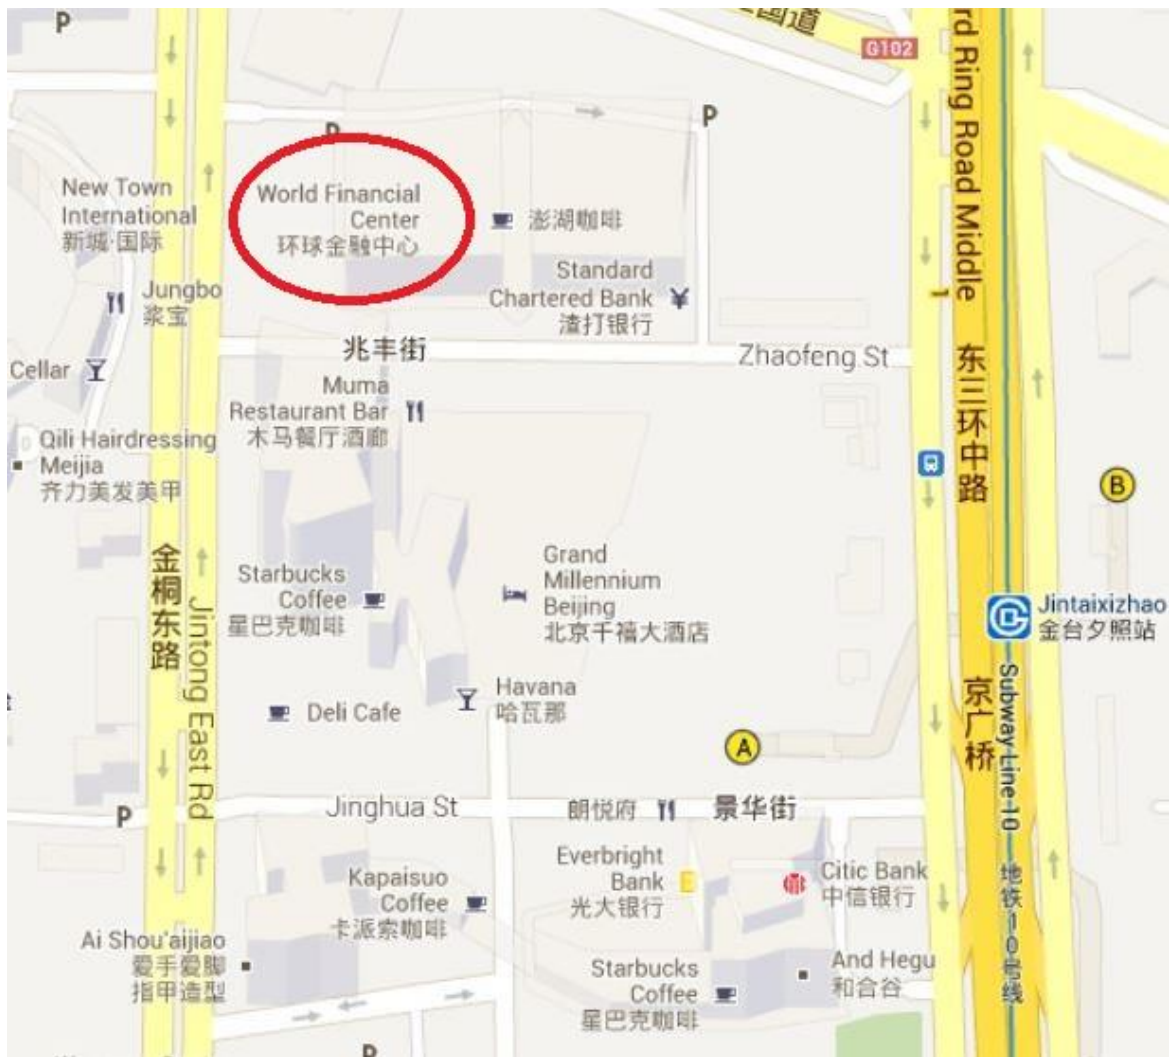 P
国道
G102
rd Ring Road Middle
P
P
World Financial
Center
环球金融中心
New Town
International
新城·国际
澎湖咖啡
Standard
Chartered Bank
渣打银行
¥
1
Jungbo
浆宝
兆丰街
Zhaofeng St
东三环中路
Cellar
Muma
Restaurant Bar
木马餐厅酒廊
Qili Hairdressing
Meijia
齐力美发美甲
B
金桐东路
Jintong East Rd
Starbucks
Coffee
星巴克咖啡
Grand
Millennium
Beijing
北京千禧大酒店
Jintaixizhao
金台夕照站
Havana
哈瓦那
Deli Cafe
京广桥
Subway Line-10
地铁一0号线
A
P
Jinghua St
朗悦府
景华街
Everbright
Bank
光大银行
Citic Bank
中信银行
Kapaisuo
Coffee
卡派索咖啡
Ai Shou'aijiao
爱手爱脚
指甲造型
Starbucks
Coffee
星巴克咖啡
And Hegu
和合谷
P